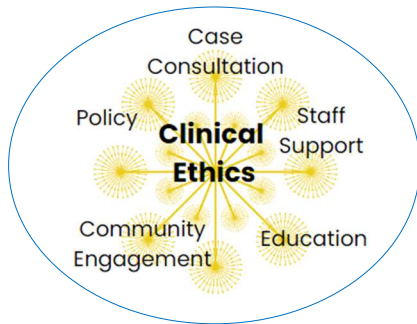 Case
Consultation
Policy
Staff
Support
Clinical
Ethics
Community
Engagement
Education